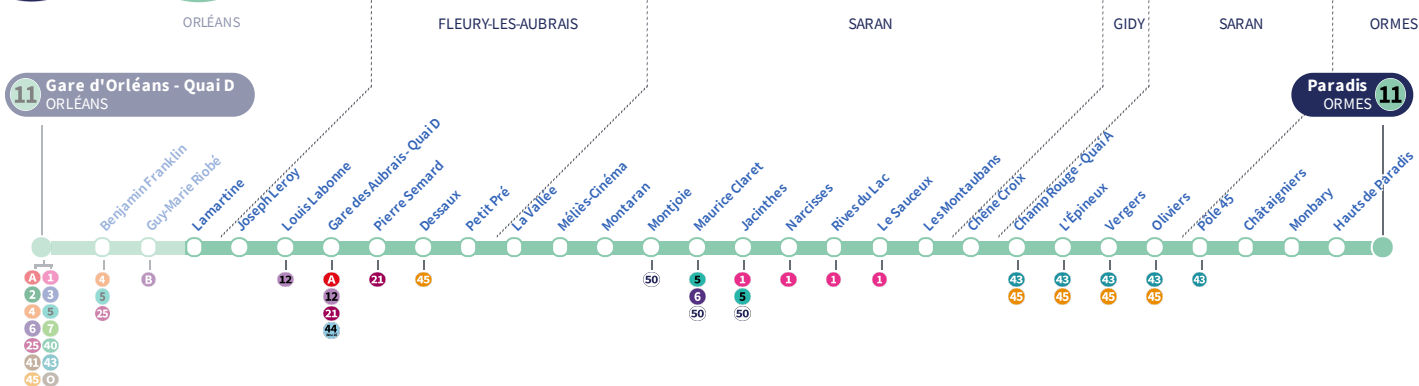 ORLÉANS
FLEURY-LES-AUBRAIS
SARAN
GIDY
SARAN
ORMES
11 Gare d'Orléans - Quai D
ORLÉANS
Paradis 11
ORMES
Benjamin Franklin
Guy-Marie Riobé
Lamartine
Joseph Leroy
Louis Labonne
Gare des Aubrais - Quai D
Pierre Semard
Dessaux
Petit Pré
La Vallée
Méliès-Cinéma
Montaran
Montjoie
Maurice Claret
Jacinthes
Narcisses
Rives du Lac
Le Sauceux
Les Montaubans
Chêne Croix
Champ Rouge - Quai A
L'Épineux
Vergers
Oliviers
Pôle 45
Châtaigniers
Monbary
Hauts de Paradis
A 1 4 B 12 A 21 45 50 5 1 1 1 1 43 43 43 43 43
2 3 5 12 6 5 45 45 45 45
4 5 25 21 50 50
6 7 44
25 40
41 43
45 O